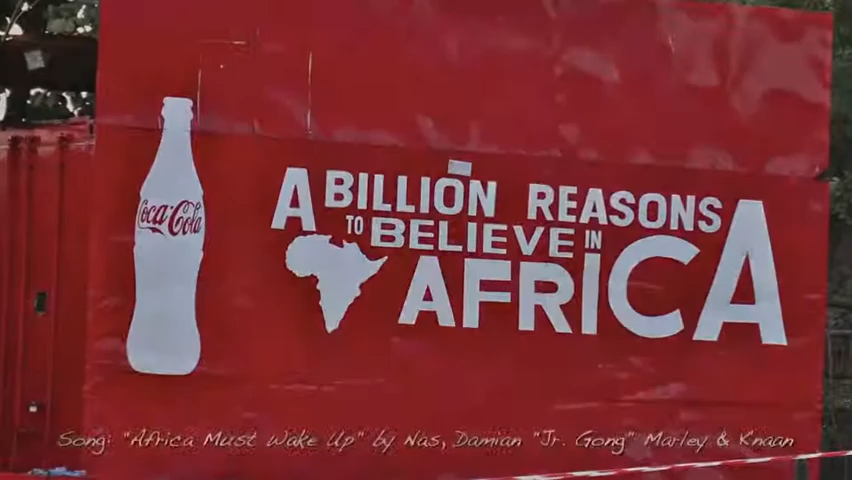 Coca-Cola
A BILLION REASONS
TO BELIEVE IN
AFRICA
Song: "Africa Must Wake Up" by Nas, Damian "Jr. Gong" Marley & K'naan